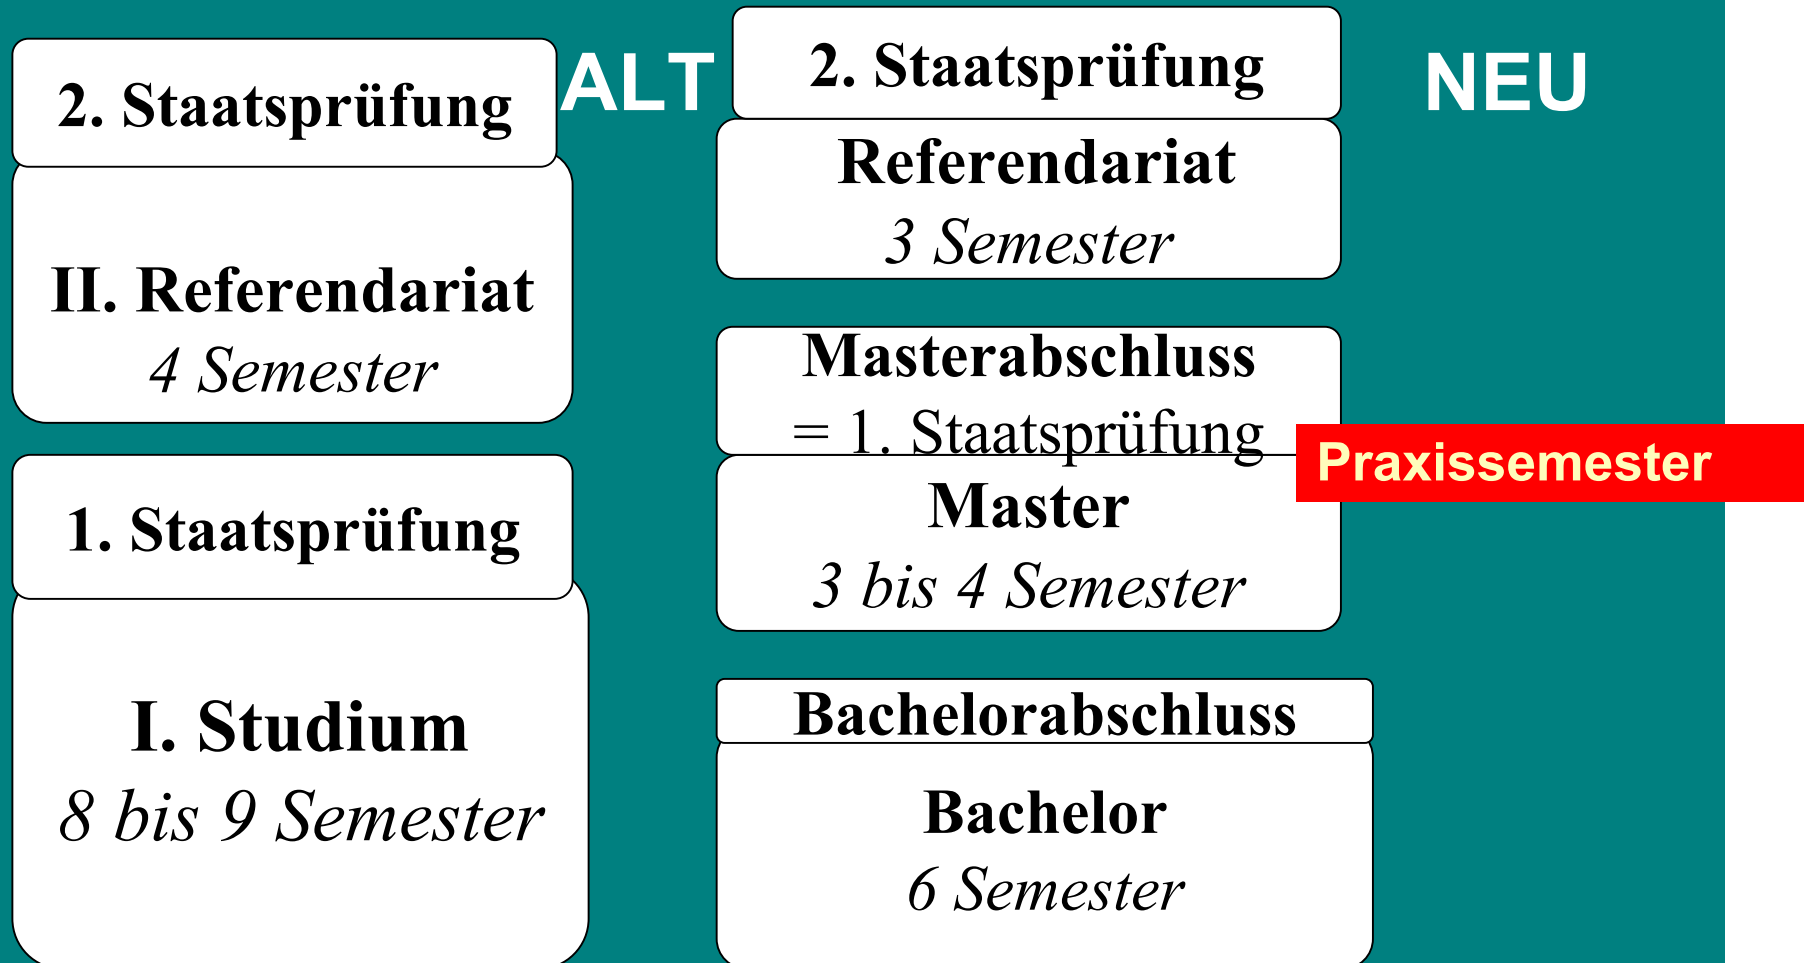 ALT
2. Staatsprüfung
II. Referendariat
4 Semester
1. Staatsprüfung
I. Studium
8 bis 9 Semester
NEU
2. Staatsprüfung
Referendariat
3 Semester
Masterabschluss
= 1. Staatsprüfung
Praxissemester
Master
3 bis 4 Semester
Bachelorabschluss
Bachelor
6 Semester